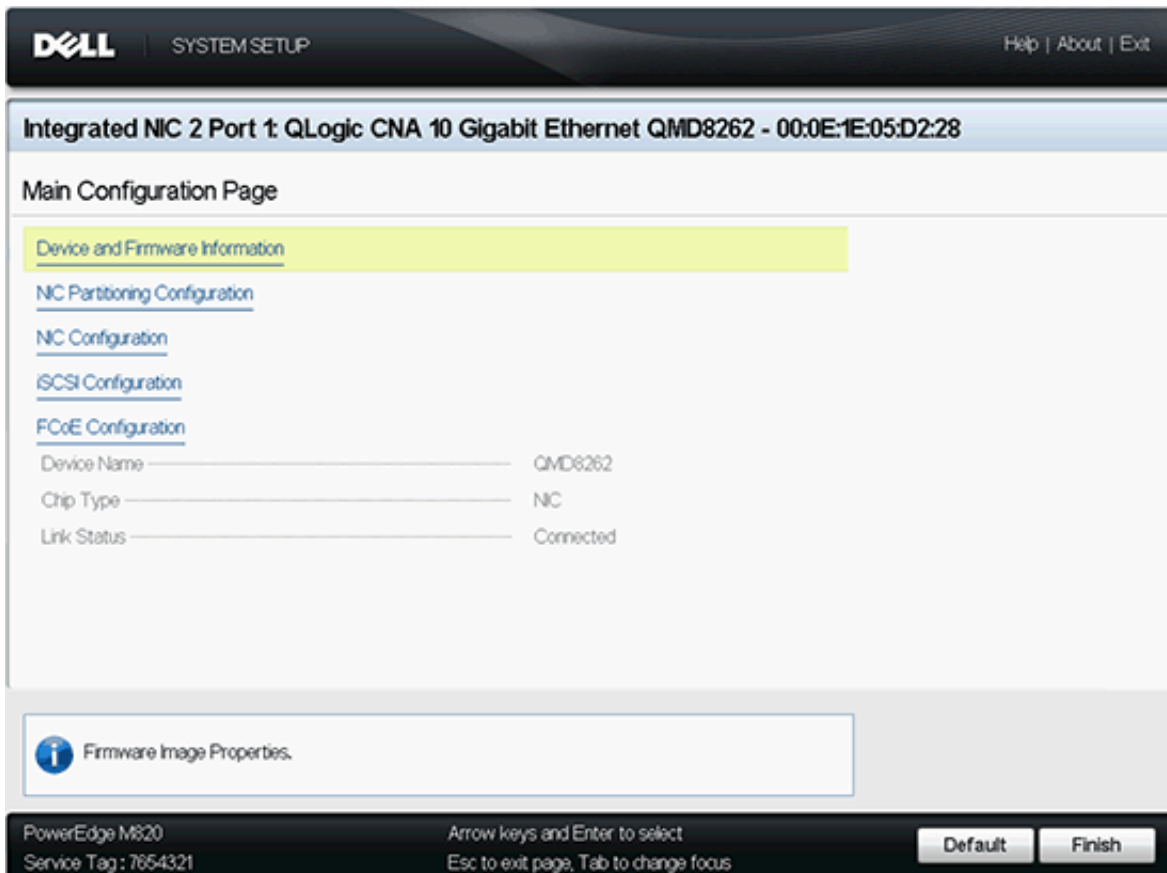 DELL SYSTEM SETUP Help | About | Exit
Integrated NIC 2 Port 1: QLogic CNA 10 Gigabit Ethernet QMD8262 - 00:0E:1E:05:D2:28
Main Configuration Page
Device and Firmware Information
NIC Partitioning Configuration
NIC Configuration
iSCSI Configuration
FCoE Configuration
Device Name QMD8262
Chip Type NIC
Link Status Connected
Firmware Image Properties.
PowerEdge M820 Arrow keys and Enter to select
Service Tag : 7654321 Esc to exit page, Tab to change focus
Default Finish